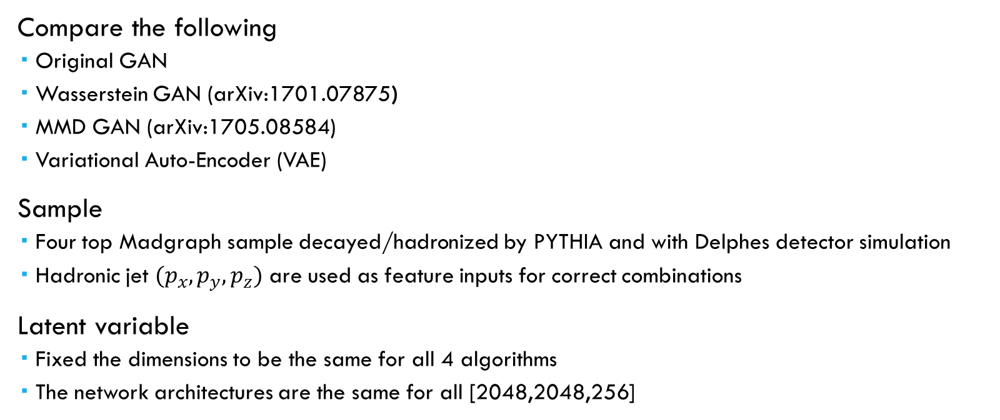 Compare the following
▪ Original GAN
▪ Wasserstein GAN (arXiv:1701.07875)
▪ MMD GAN (arXiv:1705.08584)
▪ Variational Auto-Encoder (VAE)
Sample
▪ Four top Madgraph sample decayed/hadronized by PYTHIA and with Delphes detector simulation
▪ Hadronic jet (p_x, p_y, p_z) are used as feature inputs for correct combinations
Latent variable
▪ Fixed the dimensions to be the same for all 4 algorithms
▪ The network architectures are the same for all [2048,2048,256]